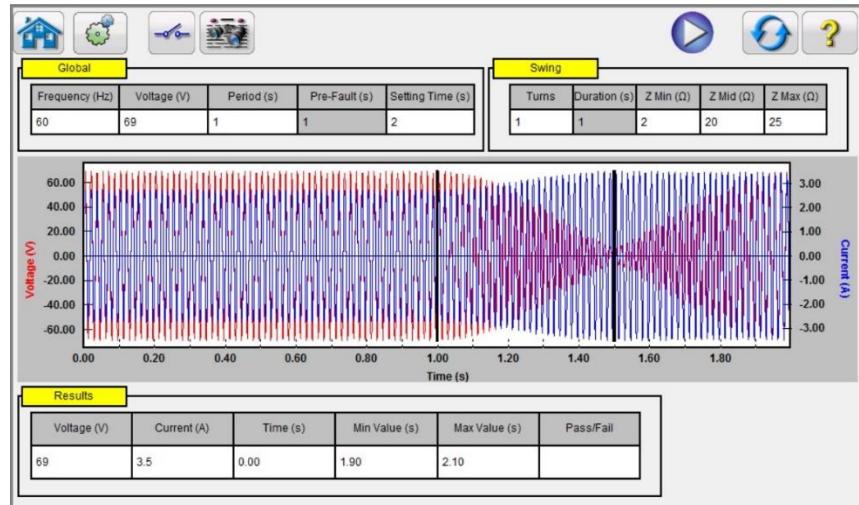 ?
Global
Frequency (Hz) Voltage (V) Period (s) Pre-Fault (s) Setting Time (s)
60 69 1 1 2
Swing
Turns Duration (s) Z Min (Ω) Z Mid (Ω) Z Max (Ω)
1 1 2 20 25
Voltage (V)
60.00
40.00
20.00
0.00
-20.00
-40.00
-60.00
3.00
2.00
1.00
0.00
-1.00
-2.00
-3.00
Current (A)
0.00 0.20 0.40 0.60 0.80 1.00 1.20 1.40 1.60 1.80
Time (s)
Results
Voltage (V) Current (A) Time (s) Min Value (s) Max Value (s) Pass/Fail
69 3.5 0.00 1.90 2.10